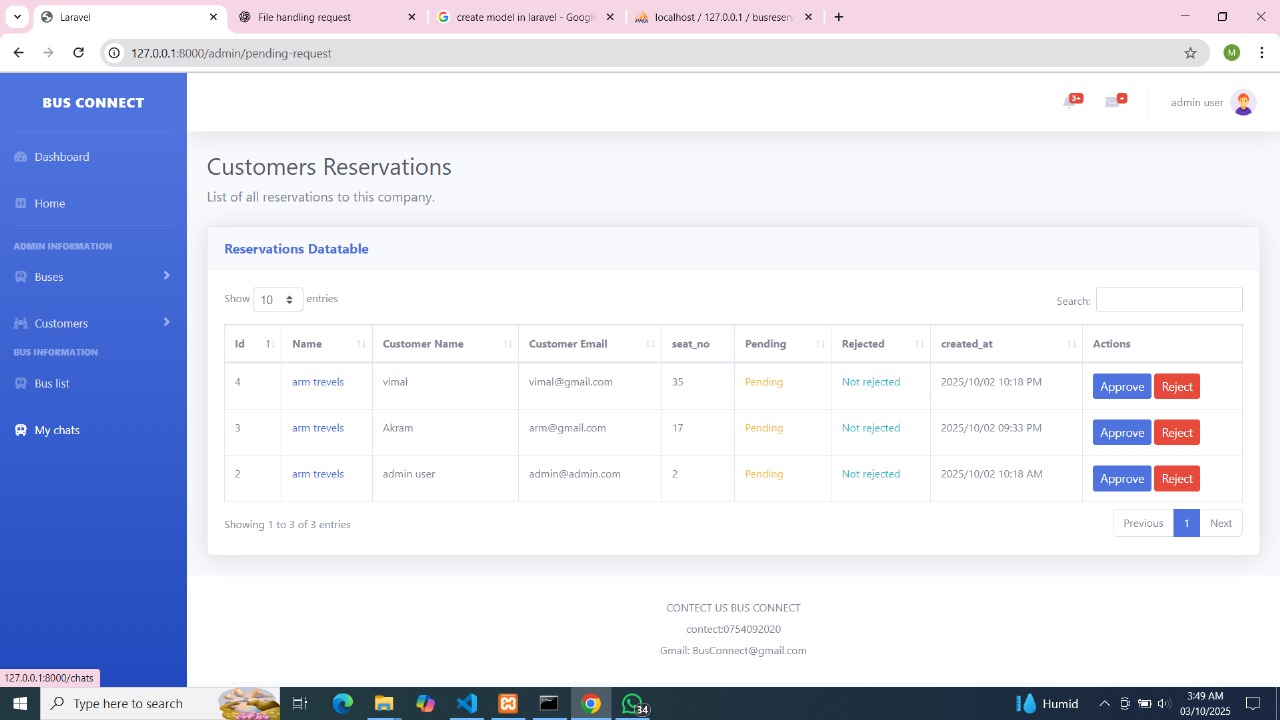 Laravel
File handling request
create model in laravel - Google
localhost / 127.0.0.1 / busreserv
127.0.0.1:8000/admin/pending-request
M
BUS CONNECT
3+
+
admin user
Dashboard
Home
ADMIN INFORMATION
Buses
Customers
BUS INFORMATION
Bus list
My chats
Customers Reservations
List of all reservations to this company.
Reservations Datatable
Show 10 entries
Search:
Id Name Customer Name Customer Email seat_no Pending Rejected created_at Actions
4 arm trevels vimal vimal@gmail.com 35 Pending Not rejected 2025/10/02 10:18 PM Approve Reject
3 arm trevels Akram arm@gmail.com 17 Pending Not rejected 2025/10/02 09:33 PM Approve Reject
2 arm trevels admin user admin@admin.com 2 Pending Not rejected 2025/10/02 10:18 AM Approve Reject
Showing 1 to 3 of 3 entries
Previous 1 Next
CONTECT US BUS CONNECT
contect:0754092020
Gmail: BusConnect@gmail.com
127.0.0.1:8000/chats
Type here to search
34
Humid
3:49 AM
03/10/2025